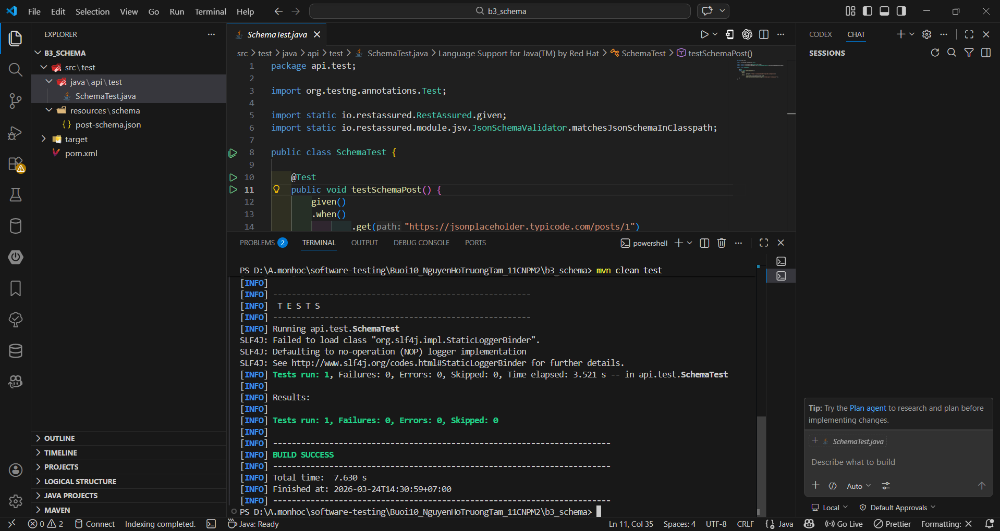 File Edit Selection View Go Run Terminal Help
b3_schema
EXPLORER
B3_SCHEMA
src\test
java\api\test
SchemaTest.java
resources\schema
{} post-schema.json
target
pom.xml
OUTLINE
TIMELINE
PROJECTS
LOGICAL STRUCTURE
JAVA PROJECTS
MAVEN
SchemaTest.java
src > test > java > api > test > SchemaTest.java > Language Support for Java(TM) by Red Hat > SchemaTest > testSchemaPost()
1 package api.test;
2
3 import org.testng.annotations.Test;
4
5 import static io.restassured.RestAssured.given;
6 import static io.restassured.module.jsv.JsonSchemaValidator.matchesJsonSchemaInClasspath;
7
8 public class SchemaTest {
9
10 @Test
11 public void testSchemaPost() {
12 given()
13 .when()
14 .get(path: "https://jsonplaceholder.typicode.com/posts/1")
PROBLEMS 2 TERMINAL OUTPUT DEBUG CONSOLE PORTS
powershell
PS D:\A.monhoc\software-testing\Buoi10_NguyenHoTruongTam_11CNPM2\b3_schema> mvn clean test
[INFO]
[INFO] -------------------------------------------------------
[INFO]  T E S T S
[INFO] -------------------------------------------------------
[INFO] Running api.test.SchemaTest
SLF4J: Failed to load class "org.slf4j.impl.StaticLoggerBinder".
SLF4J: Defaulting to no-operation (NOP) logger implementation
SLF4J: See http://www.slf4j.org/codes.html#StaticLoggerBinder for further details.
[INFO] Tests run: 1, Failures: 0, Errors: 0, Skipped: 0, Time elapsed: 3.521 s -- in api.test.SchemaTest
[INFO]
[INFO] Results:
[INFO]
[INFO] Tests run: 1, Failures: 0, Errors: 0, Skipped: 0
[INFO]
[INFO] ------------------------------------------------------------------------
[INFO] BUILD SUCCESS
[INFO] ------------------------------------------------------------------------
[INFO] Total time:  7.630 s
[INFO] Finished at: 2026-03-24T14:30:59+07:00
[INFO] ------------------------------------------------------------------------
PS D:\A.monhoc\software-testing\Buoi10_NguyenHoTruongTam_11CNPM2\b3_schema>
CODEX CHAT
SESSIONS
Tip: Try the Plan agent to research and plan before
implementing changes.
SchemaTest.java
Describe what to build
Auto
Local Default Approvals
0 2 Connect Indexing completed. Java: Ready
Ln 11, Col 35 Spaces: 4 UTF-8 CRLF Java Go Live Prettier Formatting: ×